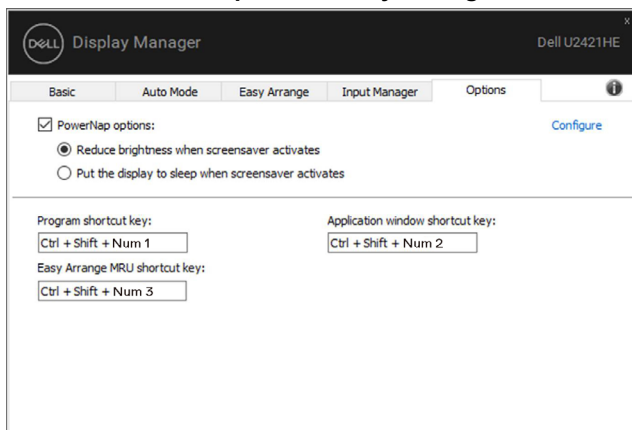 DELL Display Manager
Dell U2421HE
x
Basic Auto Mode Easy Arrange Input Manager Options i
PowerNap options: Configure
Reduce brightness when screensaver activates
Put the display to sleep when screensaver activates
Program shortcut key: Application window shortcut key:
Ctrl + Shift + Num 1 Ctrl + Shift + Num 2
Easy Arrange MRU shortcut key:
Ctrl + Shift + Num 3